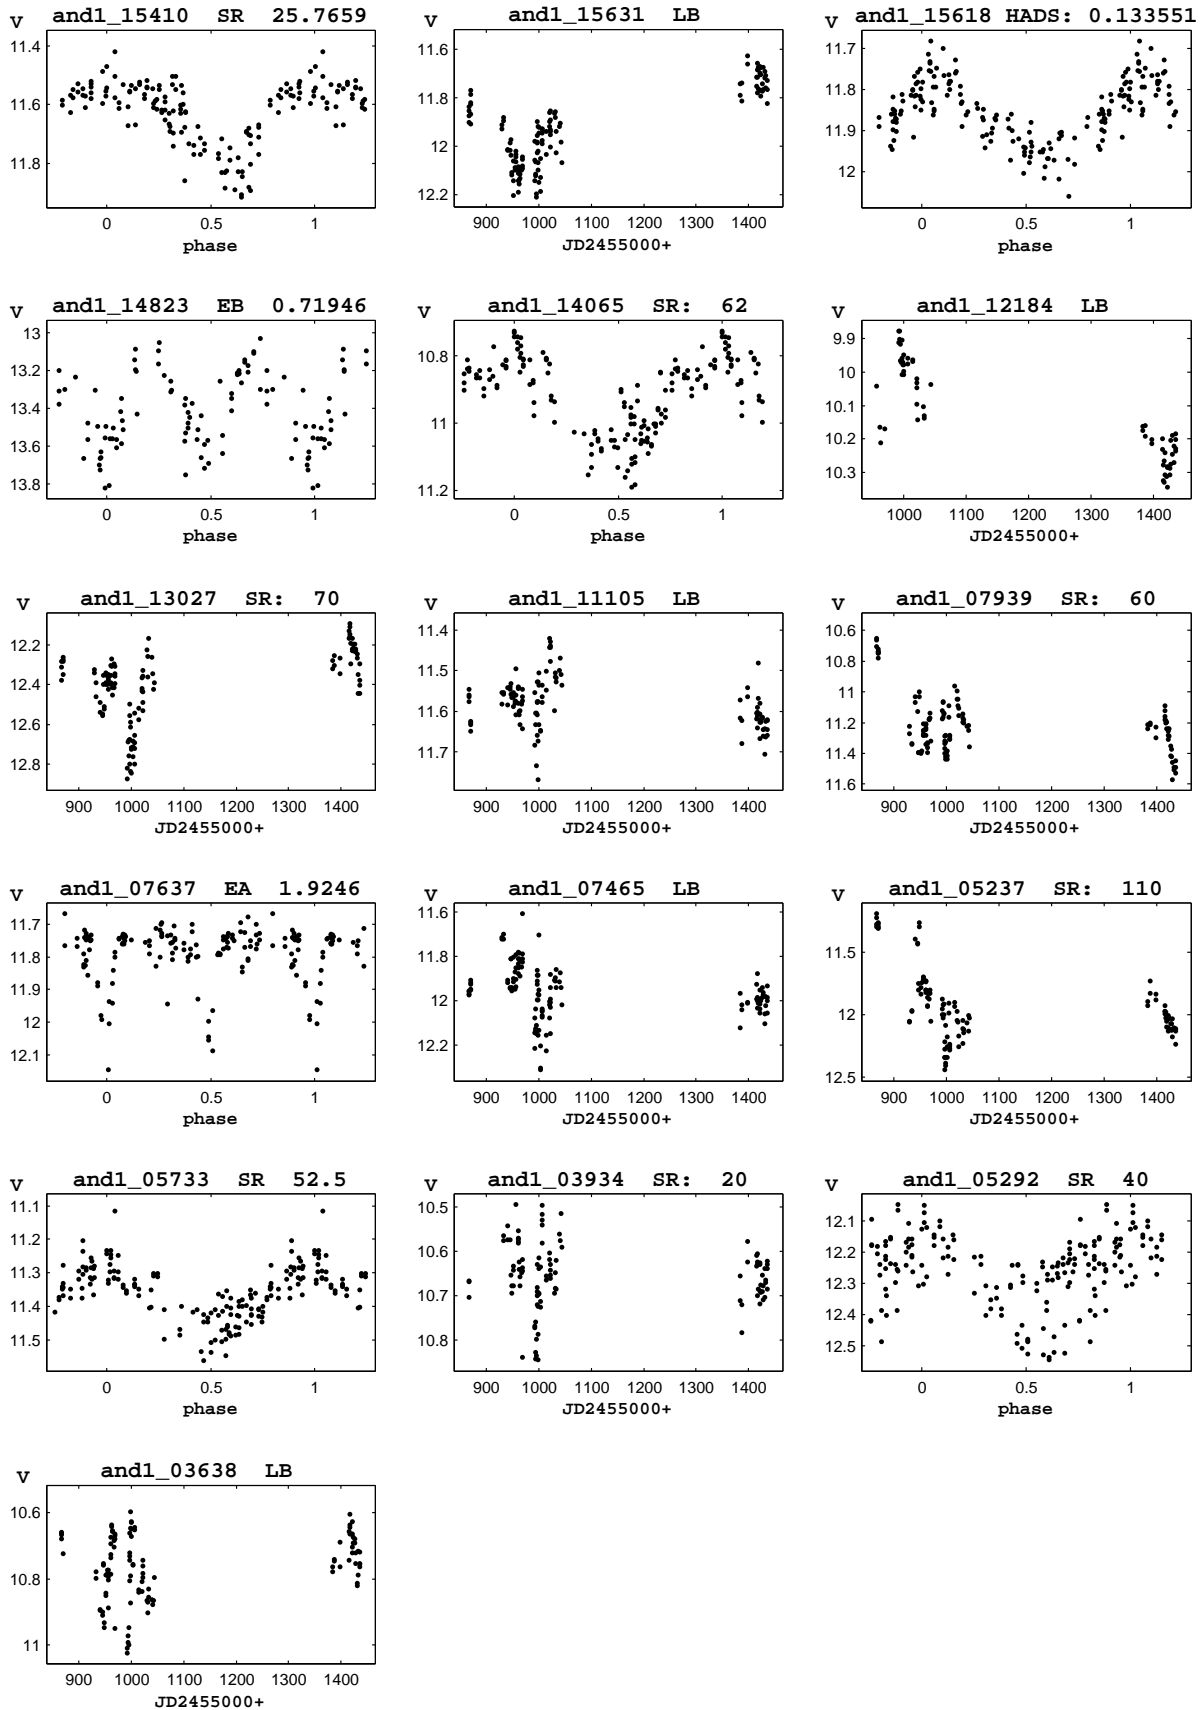 V and1_15410 SR 25.7659
11.4
11.6
11.8
0 0.5 1
phase
V and1_15631 LB
11.6
11.8
12
12.2
900 1000 1100 1200 1300 1400
JD2455000+
V and1_15618 HADS: 0.133551
11.7
11.8
11.9
12
0 0.5 1
phase
V and1_14823 EB 0.71946
13
13.2
13.4
13.6
13.8
0 0.5 1
phase
V and1_14065 SR: 62
10.8
11
11.2
0 0.5 1
phase
V and1_12184 LB
9.9
10
10.1
10.2
10.3
1000 1100 1200 1300 1400
JD2455000+
V and1_13027 SR: 70
12.2
12.4
12.6
12.8
900 1000 1100 1200 1300 1400
JD2455000+
V and1_11105 LB
11.4
11.5
11.6
11.7
900 1000 1100 1200 1300 1400
JD2455000+
V and1_07939 SR: 60
10.6
10.8
11
11.2
11.4
11.6
900 1000 1100 1200 1300 1400
JD2455000+
V and1_07637 EA 1.9246
11.7
11.8
11.9
12
12.1
0 0.5 1
phase
V and1_07465 LB
11.6
11.8
12
12.2
900 1000 1100 1200 1300 1400
JD2455000+
V and1_05237 SR: 110
11.5
12
12.5
900 1000 1100 1200 1300 1400
JD2455000+
V and1_05733 SR 52.5
11.1
11.2
11.3
11.4
11.5
0 0.5 1
phase
V and1_03934 SR: 20
10.5
10.6
10.7
10.8
900 1000 1100 1200 1300 1400
JD2455000+
V and1_05292 SR 40
12.1
12.2
12.3
12.4
12.5
0 0.5 1
phase
V and1_03638 LB
10.6
10.8
11
900 1000 1100 1200 1300 1400
JD2455000+